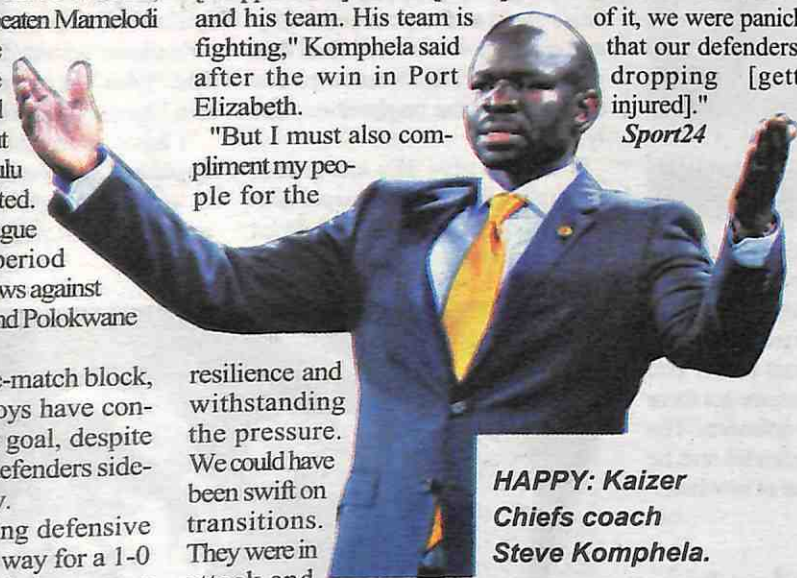 eaten Mamelodi
ted.
gue
period
ws against
nd Polokwane
e-match block,
oys have con-
goal, despite
efenders side-
y.
ng defensive
way for a 1-0
and his team. His team is
fighting," Komphela said
after the win in Port
Elizabeth.
"But I must also com-
pliment my peo-
ple for the
resilience and
withstanding
the pressure.
We could have
been swift on
transitions.
They were in
of it, we were panick
that our defenders
dropping [gett
injured]."
Sport24
HAPPY: Kaizer
Chiefs coach
Steve Komphela.